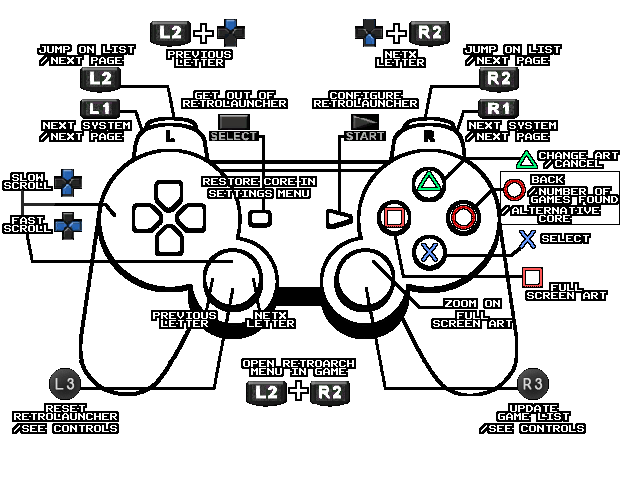 L2 + R2
PREVIOUS
LETTER
NETX
LETTER
JUMP ON LIST
/NEXT PAGE
L2
JUMP ON LIST
/NEXT PAGE
R2
GET OUT OF
RETROLAUNCHER
SELECT
CONFIGURE
RETROLAUNCHER
START
L1
NEXT SYSTEM
/NEXT PAGE
R1
NEXT SYSTEM
/NEXT PAGE
L
R
CHANGE ART
/CANCEL
SLOW
SCROLL
RESTORE CORE IN
SETTINGS MENU
BACK
/NUMBER OF
GAMES FOUND
/ALTERNATIVE
CORE
FAST
SCROLL
X
X SELECT
FULL
SCREEN ART
ZOOM ON
FULL
SCREEN ART
PREVIOUS
LETTER
NETX
LETTER
OPEN RETROARCH
MENU IN GAME
L2 + R2
L3
RESET
RETROLAUNCHER
/SEE CONTROLS
R3
UPDATE
GAME LIST
/SEE CONTROLS